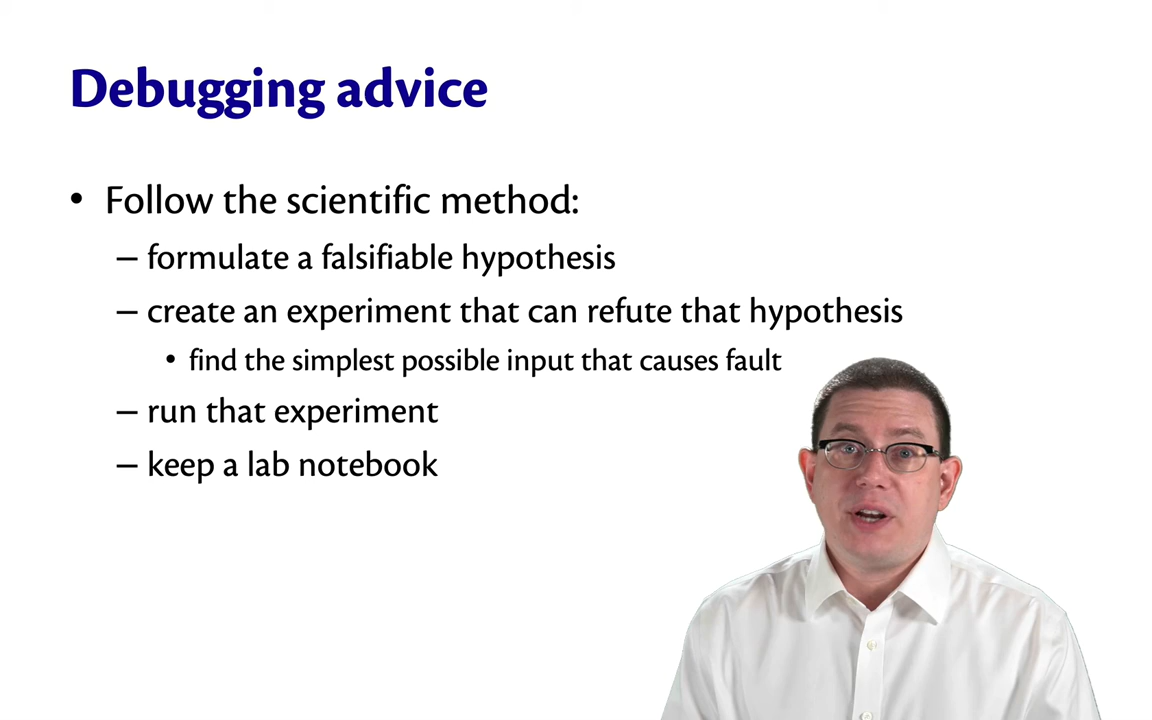 Debugging advice
• Follow the scientific method:
– formulate a falsifiable hypothesis
– create an experiment that can refute that hypothesis
• find the simplest possible input that causes fault
– run that experiment
– keep a lab notebook